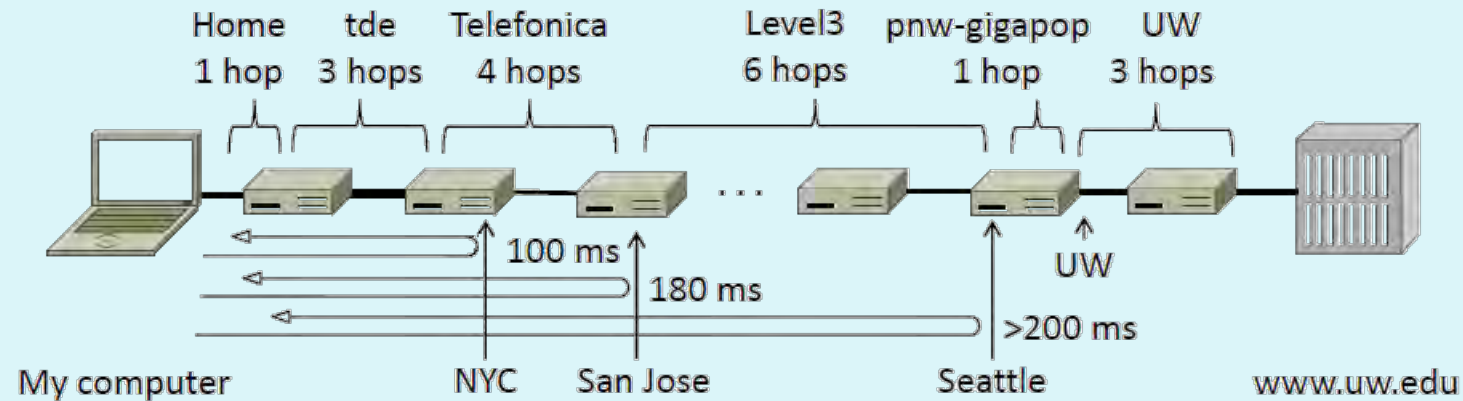 Home tde Telefonica Level3 pnw-gigapop UW
1 hop 3 hops 4 hops 6 hops 1 hop 3 hops
...
100 ms
UW
180 ms
>200 ms
My computer NYC San Jose Seattle www.uw.edu